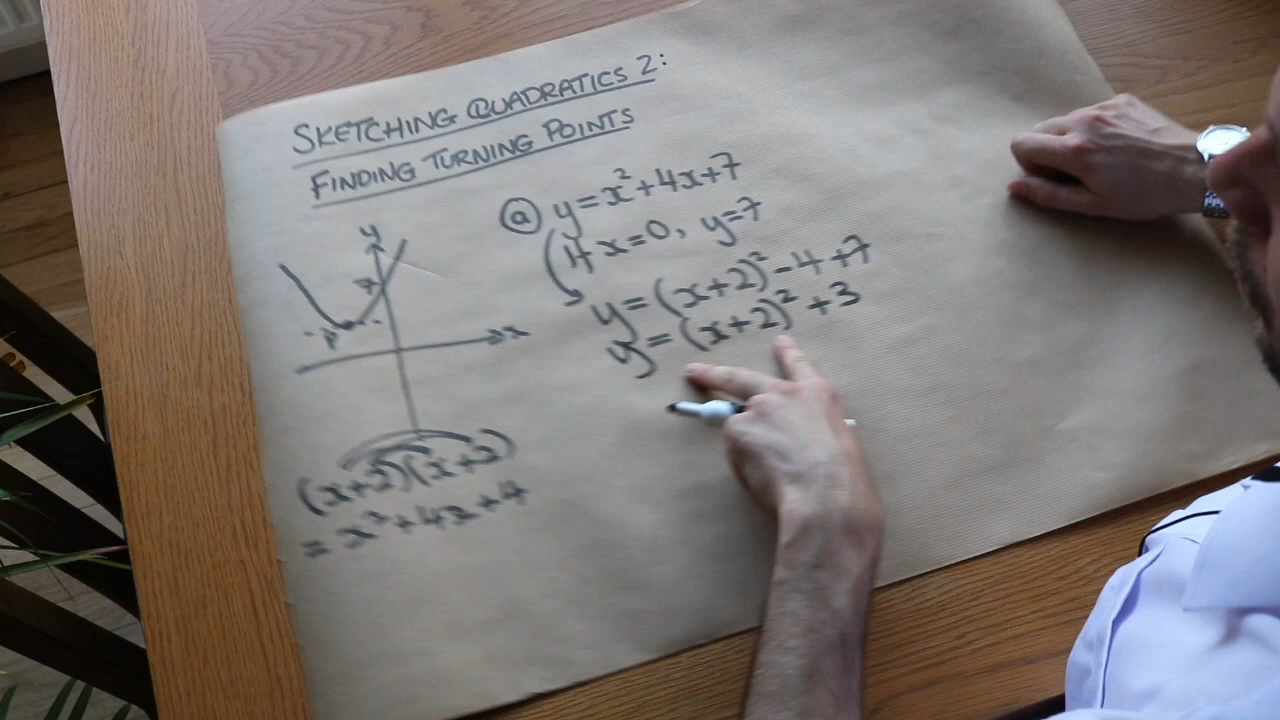 SKETCHING QUADRATICS 2:
FINDING TURNING POINTS
ⓐ y=x²+4x+7
If x=0, y=7
y=(x+2)²-4+7
y=(x+2)²+3
y
7
P
x
(x+2)(x+2)
=x²+4x+4